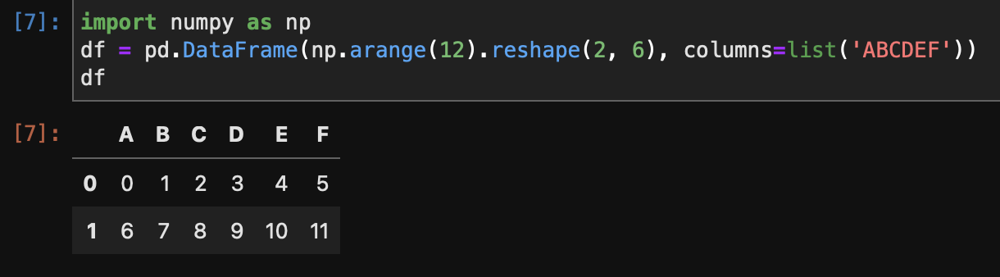 [7]: import numpy as np
df = pd.DataFrame(np.arange(12).reshape(2, 6), columns=list('ABCDEF'))
df
[7]: A B C D E F
0 0 1 2 3 4 5
1 6 7 8 9 10 11